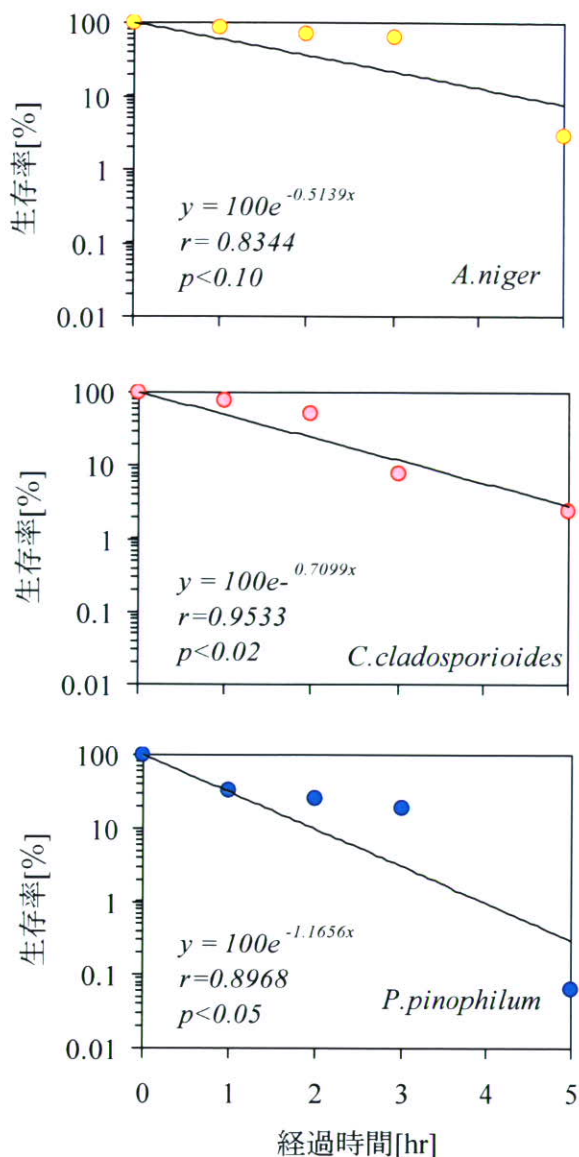 生存率[%]
100
10
1
0.1
0.01
y = 100e^-0.5139x
r= 0.8344
p<0.10
A.niger
生存率[%]
100
10
1
0.1
0.01
y = 100e-^0.7099x
r=0.9533
p<0.02
C.cladosporioides
生存率[%]
100
10
1
0.1
0.01
y = 100e^-1.1656x
r=0.8968
p<0.05
P.pinophilum
0 1 2 3 4 5
経過時間[hr]